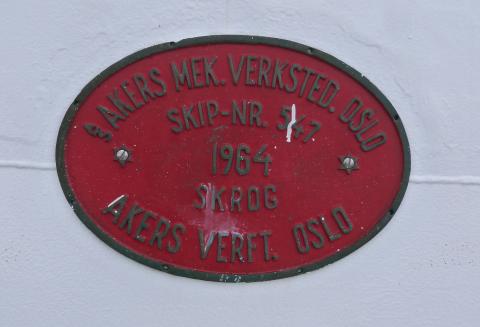 A/S AKERS MEK. VERKSTED. OSLO
SKIP-NR. 547
1964
SKROG
AKERS VERFT. OSLO